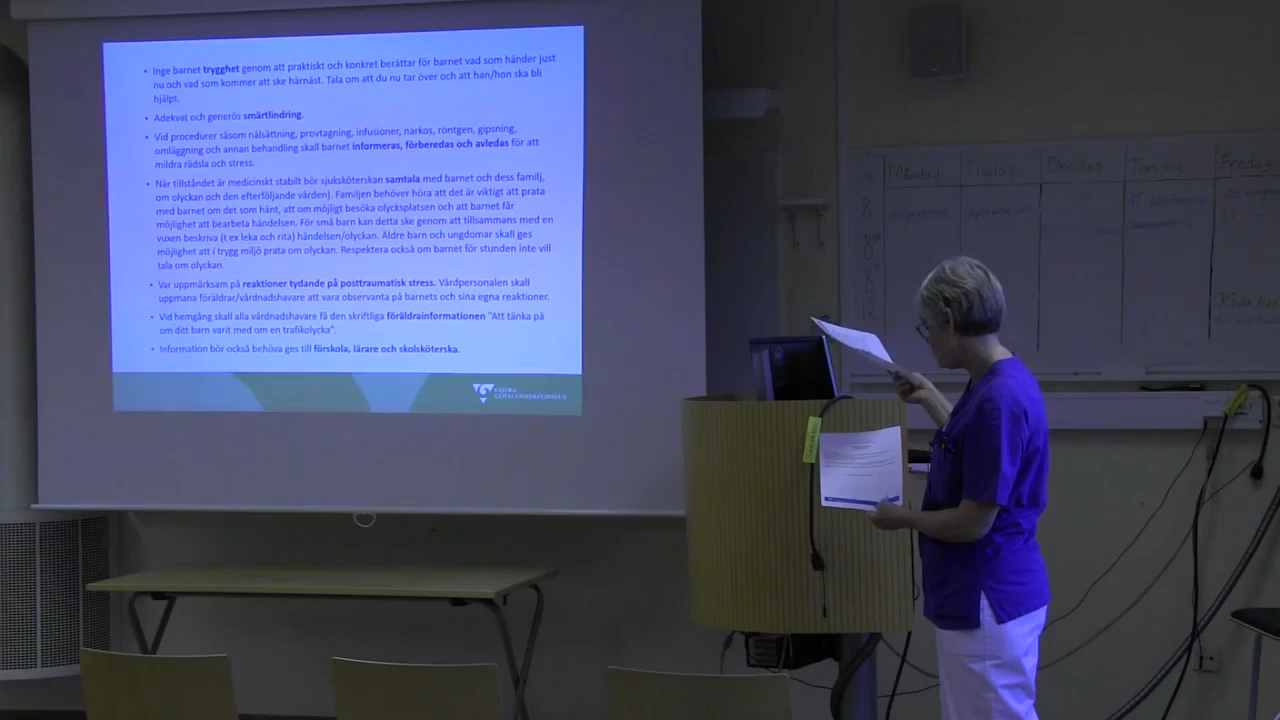 • Inge barnet trygghet genom att praktiskt och konkret berättar för barnet vad som händer just
nu och vad som kommer att ske härnäst. Tala om att du nu tar över och att han/hon ska bli
hjälpt.
• Adekvat och generös smärtlindring.
• Vid procedurer såsom nålsättning, provtagning, infusioner, narkos, röntgen, gipsning,
omläggning och annan behandling skall barnet informeras, förberedas och avledas för att
mildra rädsla och stress.
• När tillståndet är medicinskt stabilt bör sjuksköterskan samtala med barnet och dess familj,
om olyckan och den efterföljande vården). Familjen behöver höra att det är viktigt att prata
med barnet om det som hänt, att om möjligt besöka olycksplatsen och att barnet får
möjlighet att bearbeta händelsen. För små barn kan detta ske genom att tillsammans med en
vuxen beskriva (t ex leka och rita) händelsen/olyckan. Äldre barn och ungdomar skall ges
möjlighet att i trygg miljö prata om olyckan. Respektera också om barnet för stunden inte vill
tala om olyckan.
• Var uppmärksam på reaktioner tydande på posttraumatisk stress. Vårdpersonalen skall
uppmana föräldrar/vårdnadshavare att vara observanta på barnets och sina egna reaktioner.
• Vid hemgång skall alla vårdnadshavare få den skriftliga föräldrainformationen "Att tänka på
om ditt barn varit med om en trafikolycka".
• Information bör också behöva ges till förskola, lärare och skolsköterska.
VÄSTRA
GÖTALANDSREGIONEN
Måndag Tisdag Onsdag Torsdag Fredag